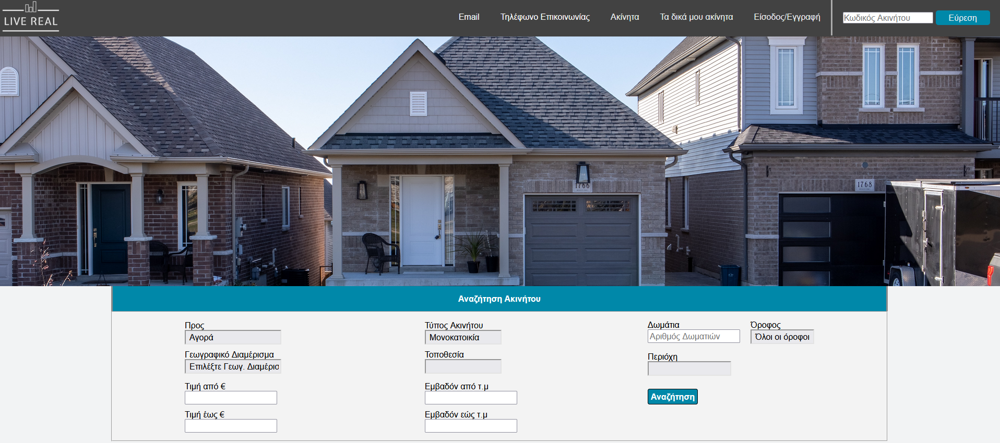 LIVE REAL
Email Τηλέφωνο Επικοινωνίας Ακίνητα Τα δικά μου ακίνητα Είσοδος/Εγγραφή Κωδικός Ακινήτου Εύρεση
1766
1768
Αναζήτηση Ακινήτου
Προς Τύπος Ακινήτου Δωμάτια Όροφος
Αγορά Μονοκατοικία Αριθμός Δωματιών Όλοι οι όροφοι
Γεωγραφικό Διαμέρισμα Τοποθεσία Περιόχη
Επιλέξτε Γεωγ. Διαμέρισ
Τιμή από € Εμβαδόν από τ.μ
Αναζήτηση
Τιμή έως € Εμβαδόν εώς τ.μ